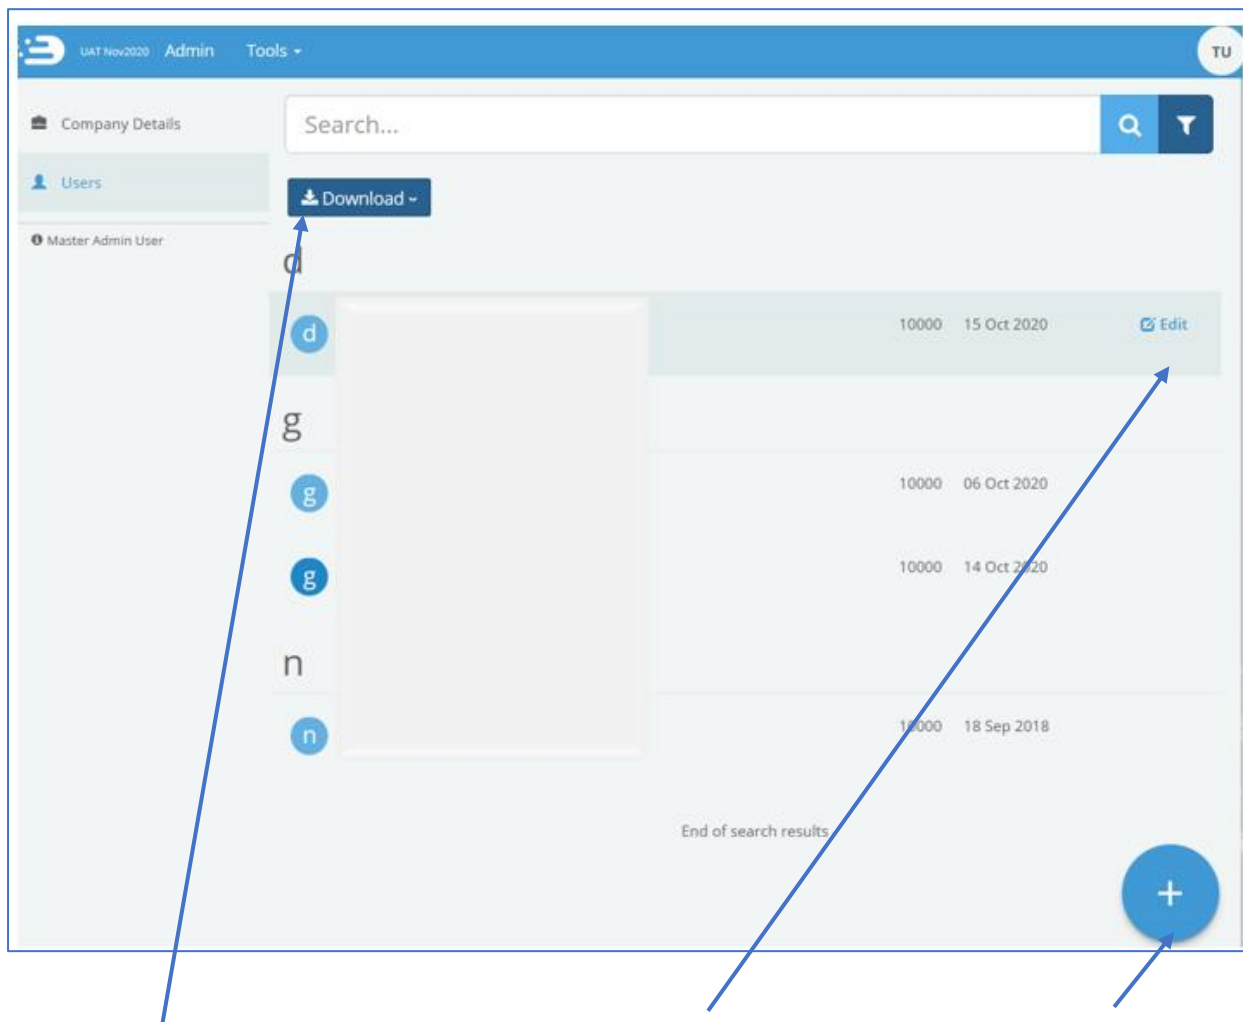 UAT Nov2020 Admin Tools
TU
Company Details
Search...
Users
Download
Master Admin User
d
d 10000 15 Oct 2020 Edit
g
g 10000 06 Oct 2020
g 10000 14 Oct 2020
n
n 10000 18 Sep 2018
End of search results
+